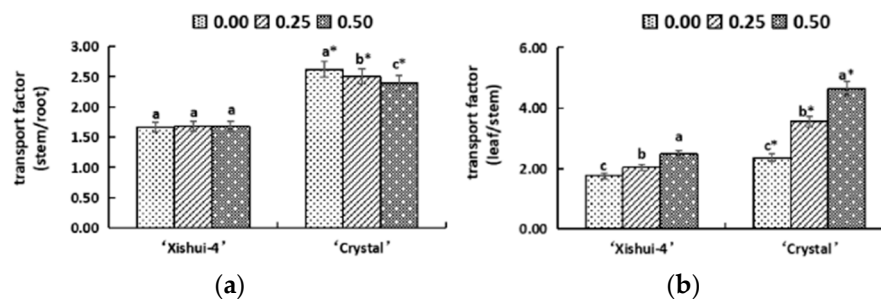 0.00 0.25 0.50
3.00
2.50
2.00
1.50
1.00
0.50
0.00
transport factor
(stem/root)
a a a a* b* c*
‘Xishui-4’ ‘Crystal’
(a)
0.00 0.25 0.50
6.00
4.00
2.00
0.00
transport factor
(leaf/stem)
c b a c* b* a*
‘Xishui-4’ ‘Crystal’
(b)